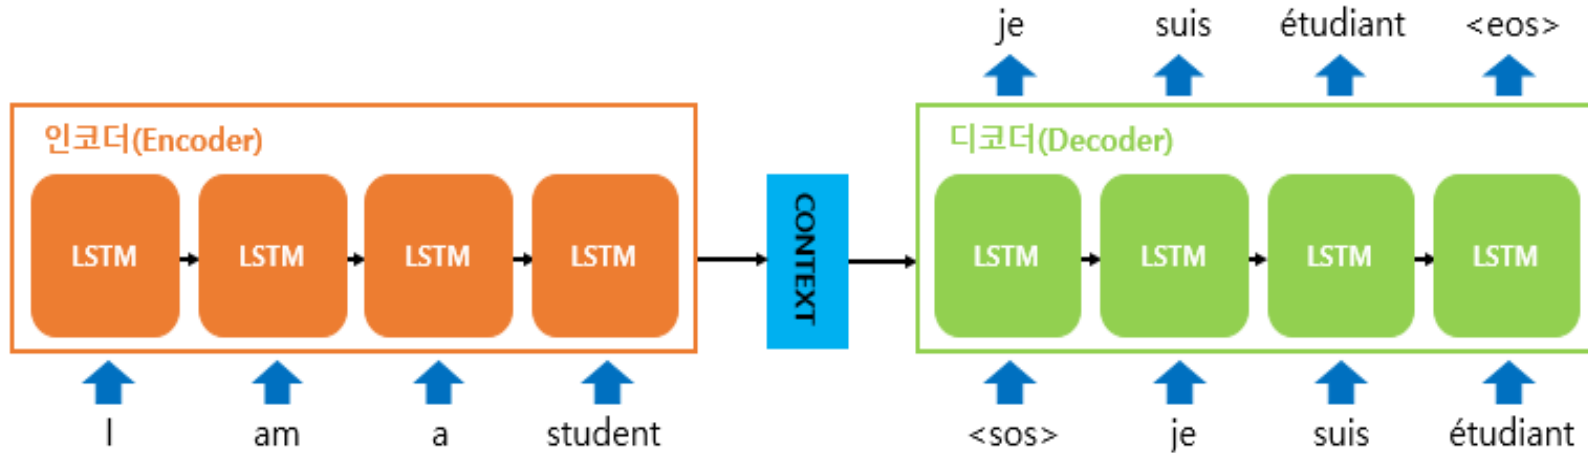 je suis étudiant <eos>
인코더(Encoder)
디코더(Decoder)
LSTM LSTM LSTM LSTM
CONTEXT
LSTM LSTM LSTM LSTM
I am a student
<sos> je suis étudiant